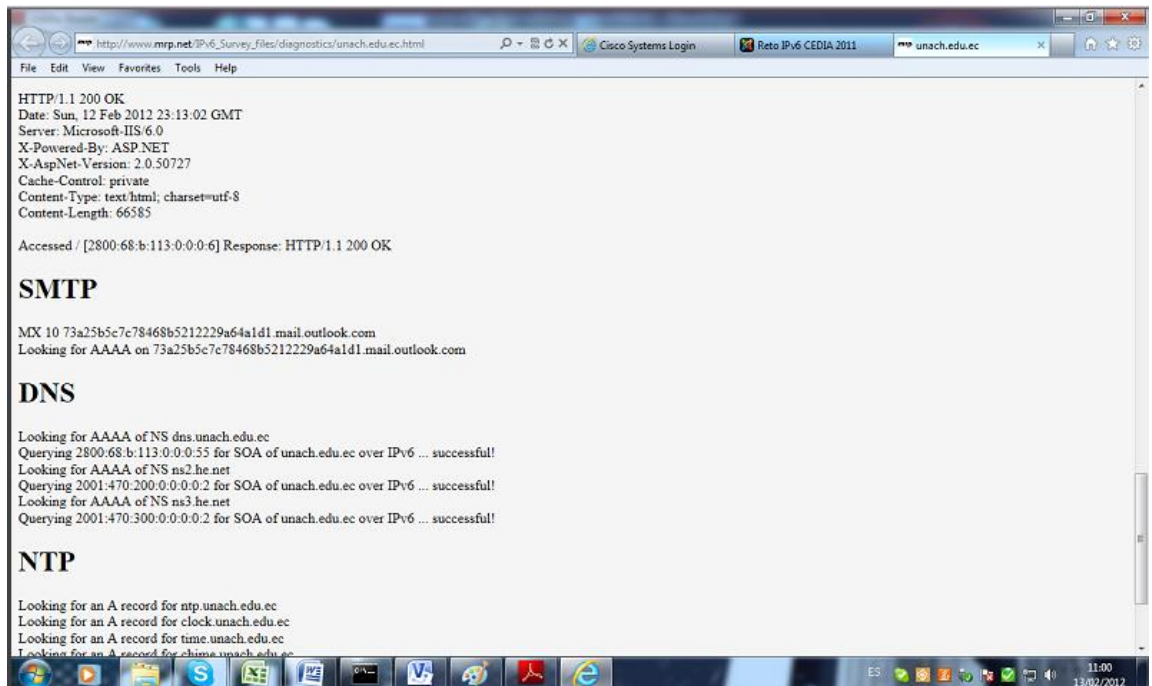 http://www.mrp.net/IPv6_Survey_files/diagnostics/unach.edu.ec.html
Cisco Systems Login
Reto IPv6 CEDIA 2011
unach.edu.ec
File Edit View Favorites Tools Help
HTTP/1.1 200 OK
Date: Sun, 12 Feb 2012 23:13:02 GMT
Server: Microsoft-IIS/6.0
X-Powered-By: ASP.NET
X-AspNet-Version: 2.0.50727
Cache-Control: private
Content-Type: text/html; charset=utf-8
Content-Length: 66585
Accessed / [2800:68:b:113:0:0:0:6] Response: HTTP/1.1 200 OK
SMTP
MX 10 73a25b5c7c78468b5212229a64a1d1.mail.outlook.com
Looking for AAAA on 73a25b5c7c78468b5212229a64a1d1.mail.outlook.com
DNS
Looking for AAAA of NS dns.unach.edu.ec
Querying 2800:68:b:113:0:0:0:55 for SOA of unach.edu.ec over IPv6 ... successful!
Looking for AAAA of NS ns2.he.net
Querying 2001:470:200:0:0:0:0:2 for SOA of unach.edu.ec over IPv6 ... successful!
Looking for AAAA of NS ns3.he.net
Querying 2001:470:300:0:0:0:0:2 for SOA of unach.edu.ec over IPv6 ... successful!
NTP
Looking for an A record for ntp.unach.edu.ec
Looking for an A record for clock.unach.edu.ec
Looking for an A record for time.unach.edu.ec
Looking for an A record for chime.unach.edu.ec
ES
11:00
13/02/2012